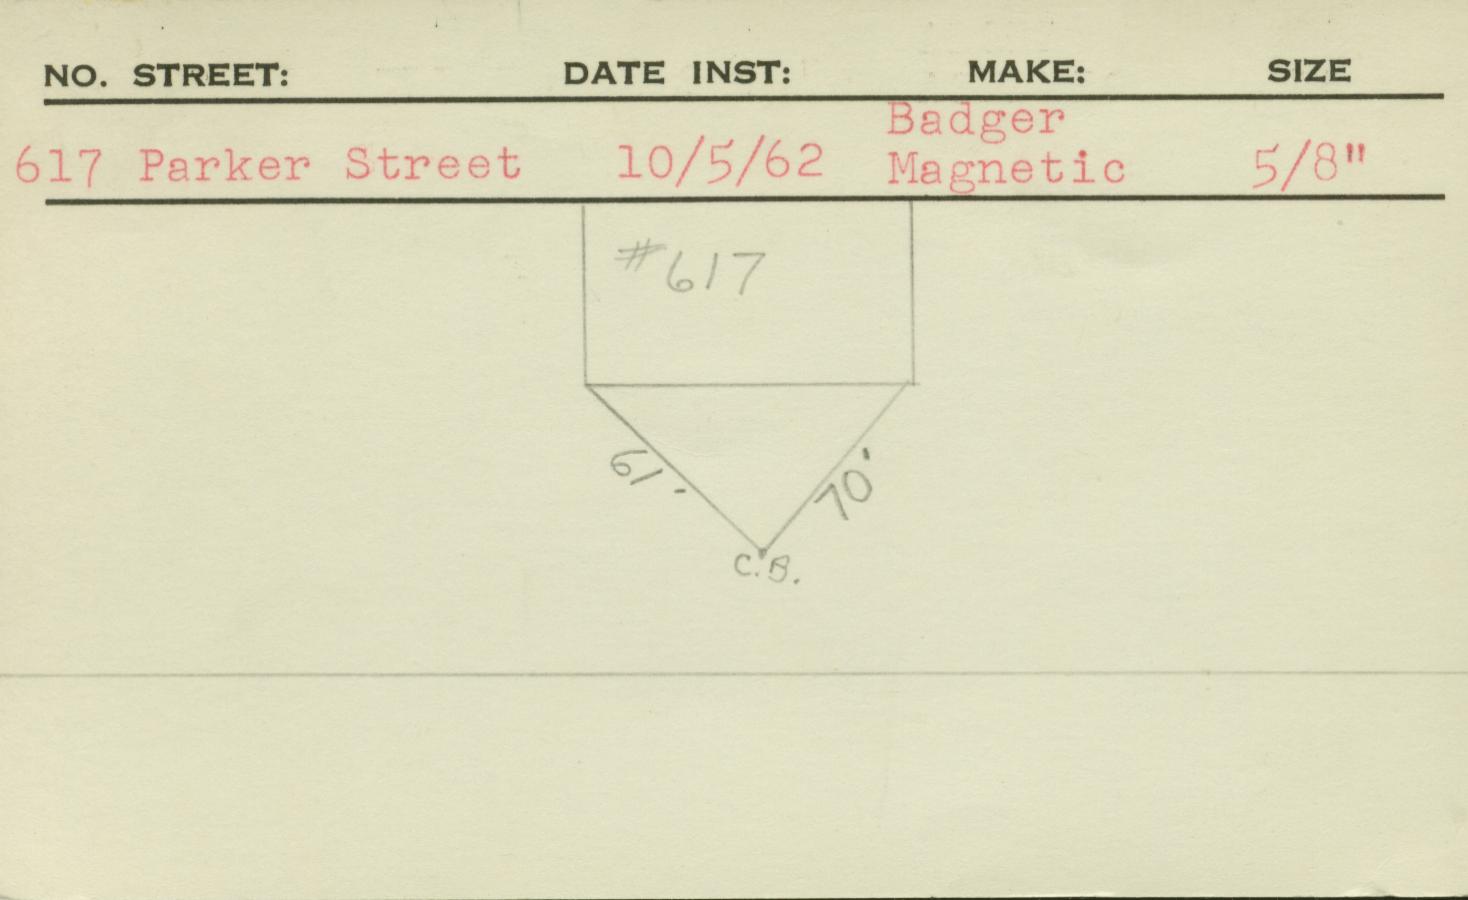 NO. STREET: DATE INST: MAKE: SIZE
Badger
617 Parker Street 10/5/62 Magnetic 5/8"
#617
61' 70'
C.B.